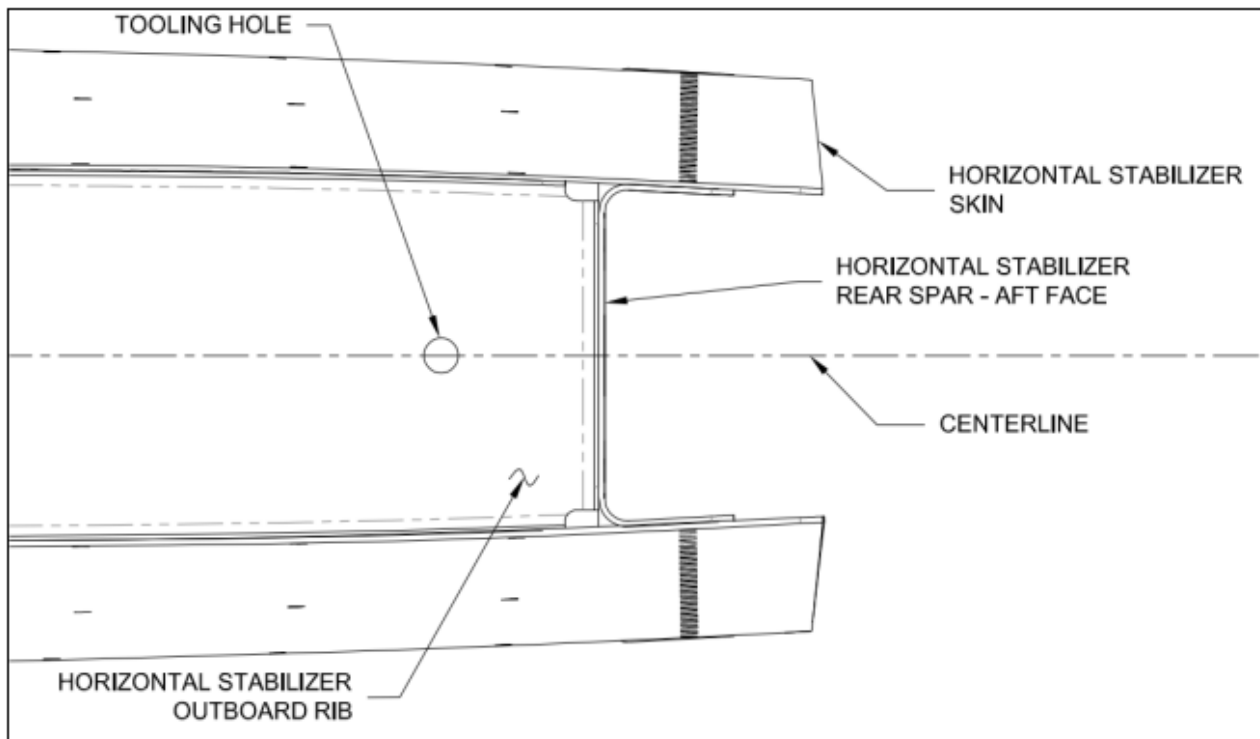 TOOLING HOLE
HORIZONTAL STABILIZER
SKIN
HORIZONTAL STABILIZER
REAR SPAR - AFT FACE
CENTERLINE
HORIZONTAL STABILIZER
OUTBOARD RIB